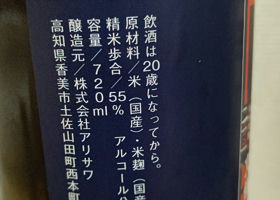 飲酒は20歳になってから。
原材料/米(国産)・米麹(国産
精米歩合/55% アルコール分
容量/720ml
醸造元/株式会社アリサワ
高知県香美市土佐山田町西本町